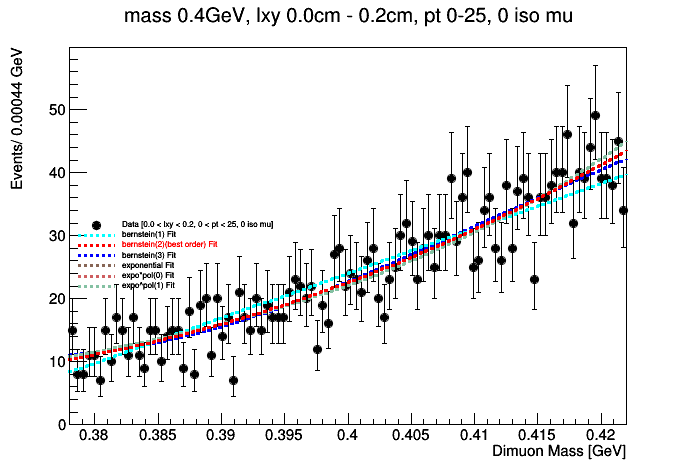 mass 0.4GeV, lxy 0.0cm - 0.2cm, pt 0-25, 0 iso mu
Events/ 0.00044 GeV
50
40
30
20
10
0
Data [0.0 < lxy < 0.2, 0 < pt < 25, 0 iso mu]
bernstein(1) Fit
bernstein(2)(best order) Fit
bernstein(3) Fit
exponential Fit
expo*pol(0) Fit
expo*pol(1) Fit
0.38 0.385 0.39 0.395 0.4 0.405 0.41 0.415 0.42
Dimuon Mass [GeV]